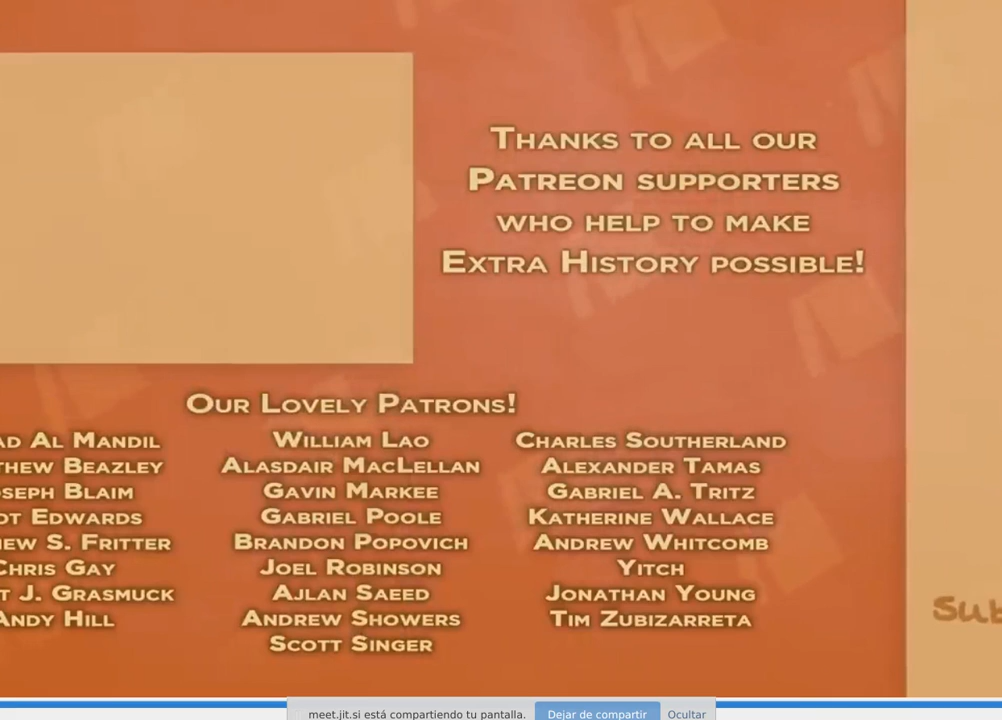 Thanks to all our
Patreon supporters
who help to make
Extra History possible!
Our Lovely Patrons!
Al Mandil
Beazley
Blaim
Edwards
S. Fritter
Chris Gay
J. Grasmuck
Andy Hill
William Lao
Alasdair MacLellan
Gavin Markee
Gabriel Poole
Brandon Popovich
Joel Robinson
Ajlan Saeed
Andrew Showers
Scott Singer
Charles Southerland
Alexander Tamas
Gabriel A. Tritz
Katherine Wallace
Andrew Whitcomb
Yitch
Jonathan Young
Tim Zubizarreta
meet.jit.si está compartiendo tu pantalla.
Dejar de compartir
Ocultar